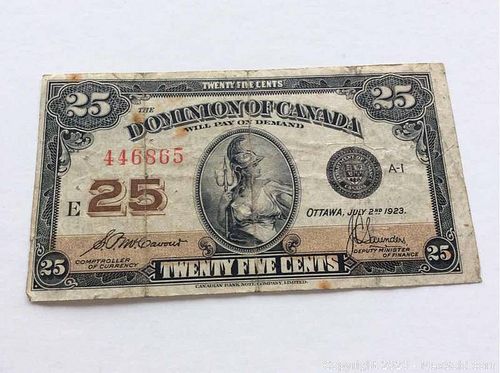 TWENTY FIVE CENTS
25 25
THE
DOMINION OF CANADA
WILL PAY ON DEMAND
446865
A-1
E 25
OTTAWA, JULY 2ND 1923.
COMPTROLLER
OF CURRENCY
J.C. Saunders
DEPUTY MINISTER
OF FINANCE
25 TWENTY FIVE CENTS 25
CANADIAN BANK NOTE COMPANY, LIMITED.